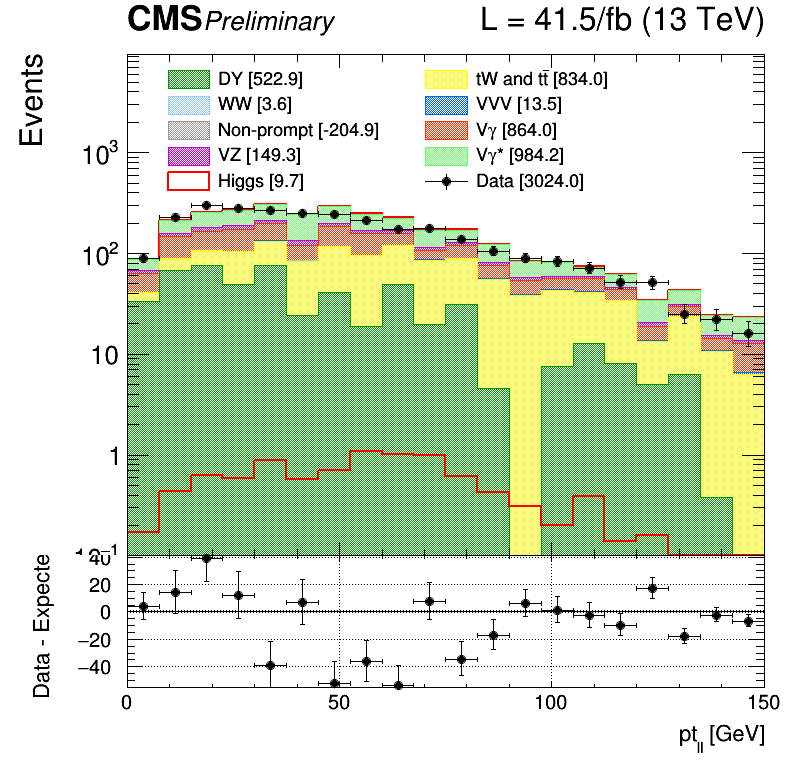 CMS Preliminary L = 41.5/fb (13 TeV)
Events
DY [522.9] tW and tt̄ [834.0]
WW [3.6] VVV [13.5]
Non-prompt [-204.9] Vγ [864.0]
VZ [149.3] Vγ* [984.2]
Higgs [9.7] Data [3024.0]
10³
10²
10
1
Data - Expecte
40
20
0
−20
−40
0 50 100 150
pt_ll [GeV]